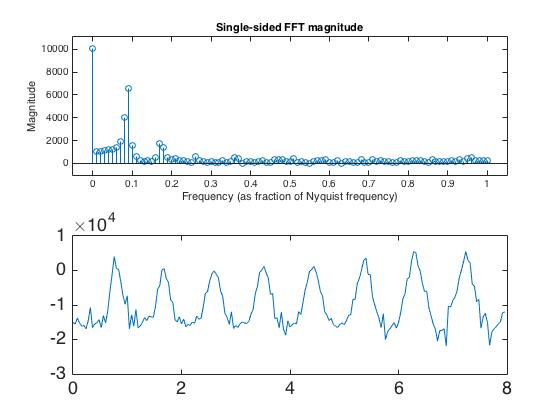 Single-sided FFT magnitude
10000
8000
6000
4000
2000
0
Magnitude
0 0.1 0.2 0.3 0.4 0.5 0.6 0.7 0.8 0.9 1
Frequency (as fraction of Nyquist frequency)
×10⁴
1
0
-1
-2
-3
0 2 4 6 8